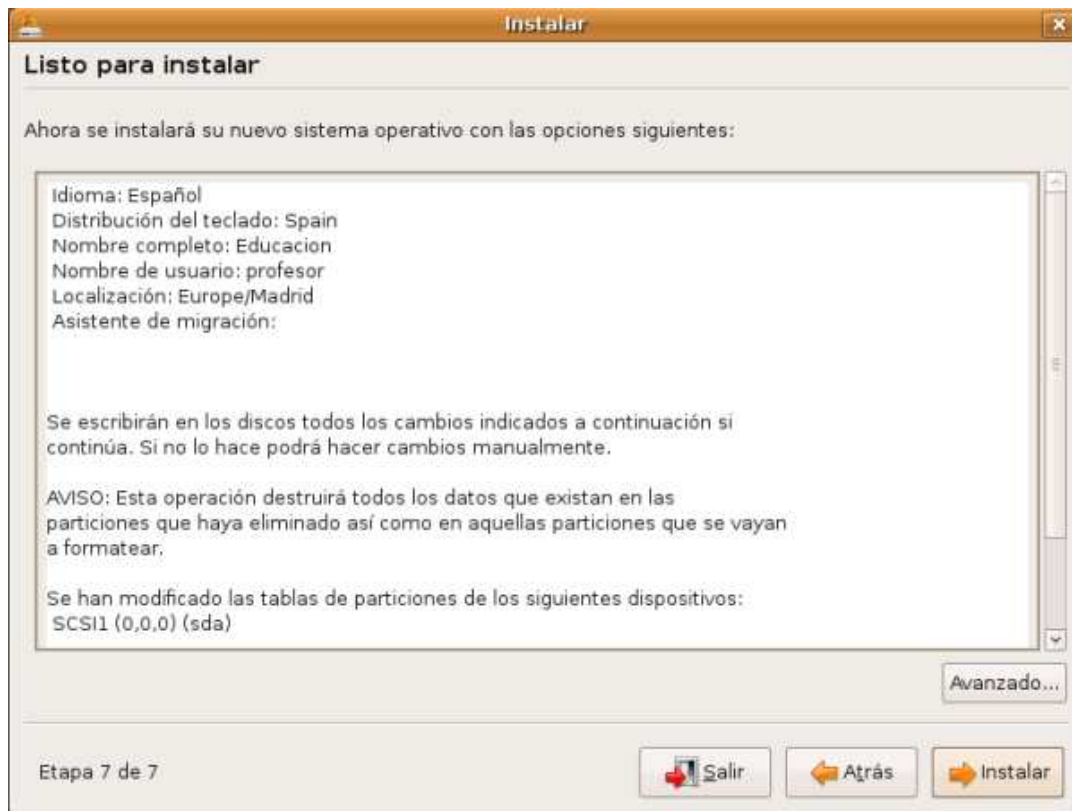 Instalar
Listo para instalar
Ahora se instalará su nuevo sistema operativo con las opciones siguientes:
Idioma: Español
Distribución del teclado: Spain
Nombre completo: Educacion
Nombre de usuario: profesor
Localización: Europe/Madrid
Asistente de migración:
Se escribirán en los discos todos los cambios indicados a continuación si
continúa. Si no lo hace podrá hacer cambios manualmente.
AVISO: Esta operación destruirá todos los datos que existan en las
particiones que haya eliminado así como en aquellas particiones que se vayan
a formatear.
Se han modificado las tablas de particiones de los siguientes dispositivos:
SCSI1 (0,0,0) (sda)
Avanzado...
Etapa 7 de 7
Salir
Atrás
Instalar